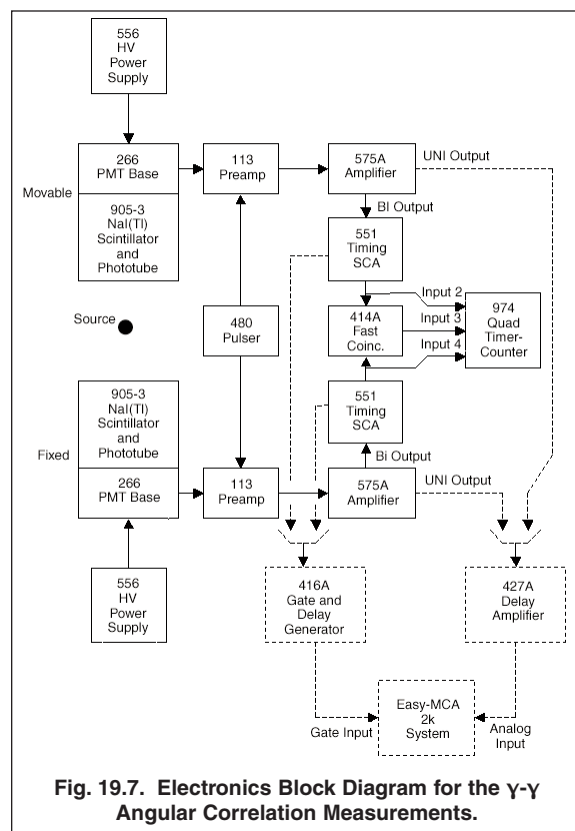 556
HV
Power
Supply
266
PMT Base
113
Preamp
575A
Amplifier
UNI Output
Movable
905-3
NaI(Tl)
Scintillator
and
Phototube
BI Output
551
Timing
SCA
Source
480
Pulser
414A
Fast
Coinc.
Input 2
Input 3
Input 4
974
Quad
Timer-
Counter
905-3
NaI(Tl)
Scintillator
and
Phototube
551
Timing
SCA
Fixed
Bi Output
266
PMT Base
113
Preamp
575A
Amplifier
UNI Output
556
HV
Power
Supply
416A
Gate and
Delay
Generator
427A
Delay
Amplifier
Easy-MCA
2k
System
Gate Input
Analog
Input
Fig. 19.7. Electronics Block Diagram for the γ-γ
Angular Correlation Measurements.